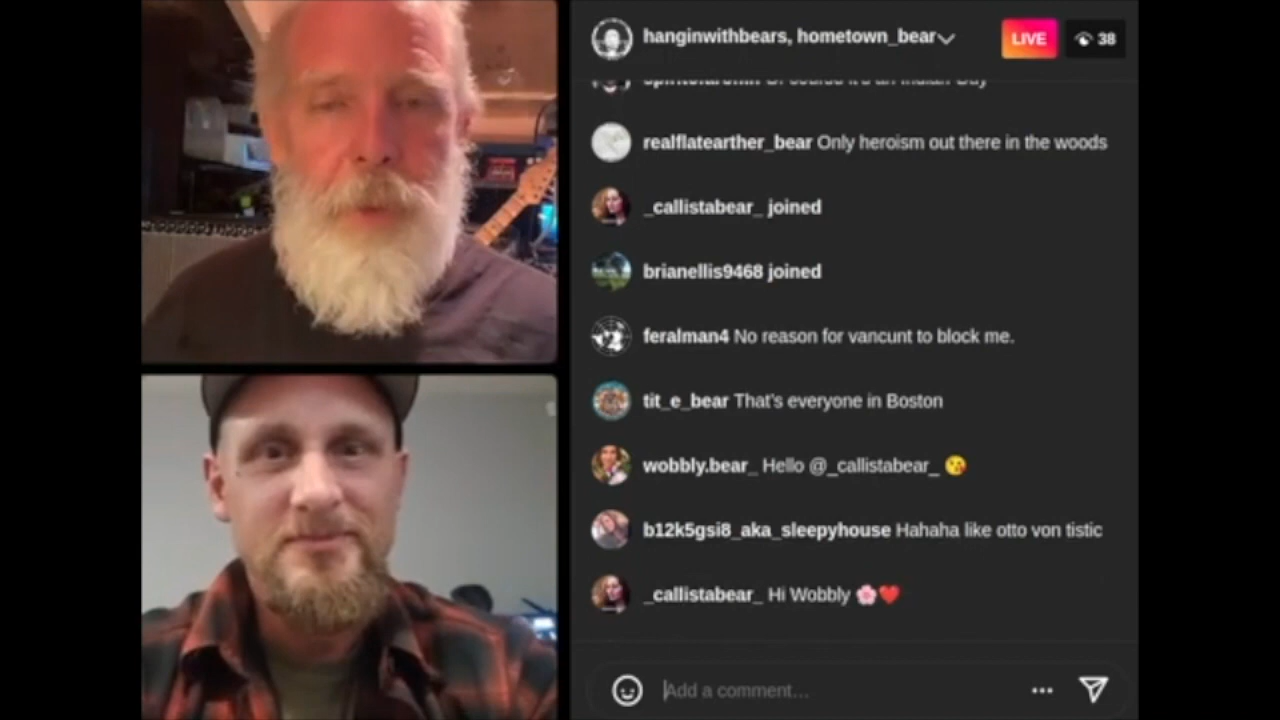 hanginwithbears, hometown_bear
LIVE
38
realflatearther_bear Only heroism out there in the woods
_callistabear_ joined
brianellis9468 joined
feralman4 No reason for vancunt to block me.
tit_e_bear That's everyone in Boston
wobbly.bear_ Hello @_callistabear_ 😘
b12k5gsi8_aka_sleepyhouse Hahaha like otto von tistic
_callistabear_ Hi Wobbly 🌸❤️
Add a comment...